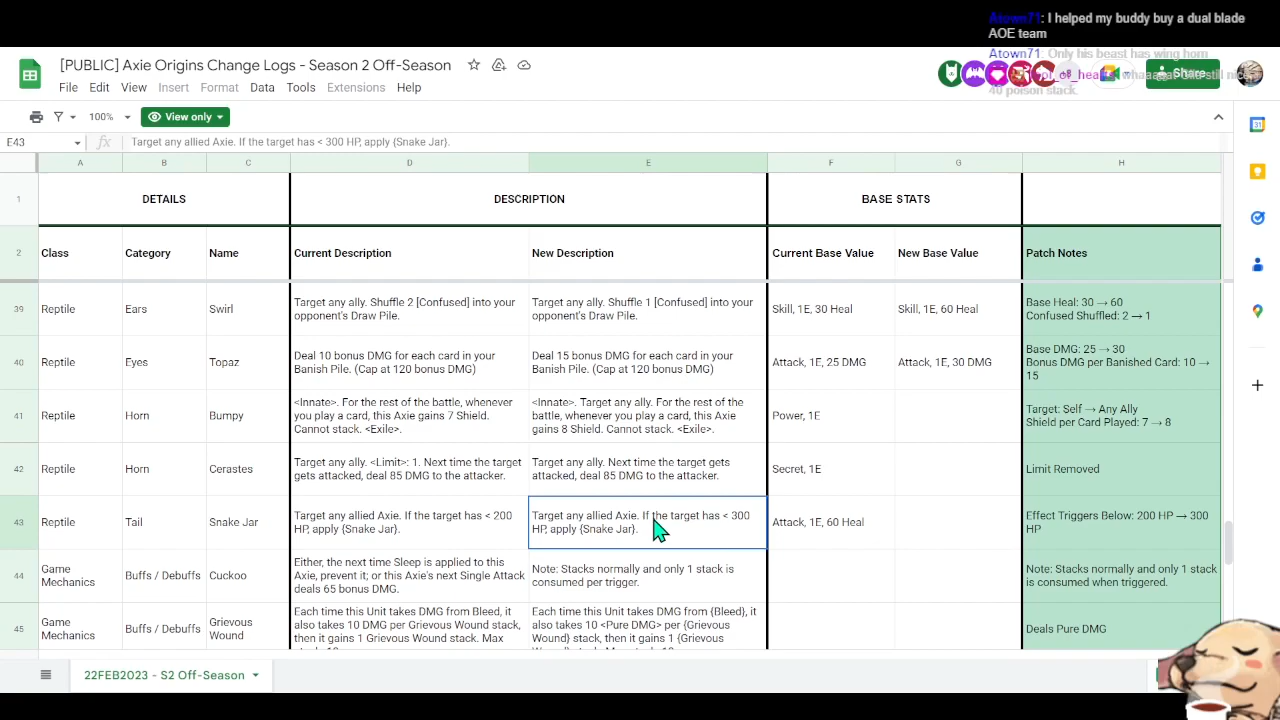 Atown71: I helped my buddy buy a dual blade
AOE team
Atown71: Only his beast has wing horn
40 poison stack.
[PUBLIC] Axie Origins Change Logs - Season 2 Off-Season
Share
File Edit View Insert Format Data Tools Extensions Help
100% View only
E43 fx Target any allied Axie. If the target has < 300 HP, apply {Snake Jar}.
A B C D E F G H
1 DETAILS DESCRIPTION BASE STATS
2 Class Category Name Current Description New Description Current Base Value New Base Value Patch Notes
39 Reptile Ears Swirl
Target any ally. Shuffle 2 [Confused] into your
opponent's Draw Pile.
Target any ally. Shuffle 1 [Confused] into your
opponent's Draw Pile.
Skill, 1E, 30 Heal
Skill, 1E, 60 Heal
Base Heal: 30 → 60
Confused Shuffled: 2 → 1
40 Reptile Eyes Topaz
Deal 10 bonus DMG for each card in your
Banish Pile. (Cap at 120 bonus DMG)
Deal 15 bonus DMG for each card in your
Banish Pile. (Cap at 120 bonus DMG)
Attack, 1E, 25 DMG
Attack, 1E, 30 DMG
Base DMG: 25 → 30
Bonus DMG per Banished Card: 10 →
15
41 Reptile Horn Bumpy
<Innate>. For the rest of the battle, whenever
you play a card, this Axie gains 7 Shield.
Cannot stack. <Exile>.
<Innate>. Target any ally. For the rest of the
battle, whenever you play a card, this Axie
gains 8 Shield. Cannot stack. <Exile>.
Power, 1E
Target: Self → Any Ally
Shield per Card Played: 7 → 8
42 Reptile Horn Cerastes
Target any ally. <Limit>: 1. Next time the target
gets attacked, deal 85 DMG to the attacker.
Target any ally. Next time the target gets
attacked, deal 85 DMG to the attacker.
Secret, 1E
Limit Removed
43 Reptile Tail Snake Jar
Target any allied Axie. If the target has < 200
HP, apply {Snake Jar}.
Target any allied Axie. If the target has < 300
HP, apply {Snake Jar}.
Attack, 1E, 60 Heal
Effect Triggers Below: 200 HP → 300
HP
44 Game
Mechanics
Buffs / Debuffs Cuckoo
Either, the next time Sleep is applied to this
Axie, prevent it; or this Axie's next Single Attack
deals 65 bonus DMG.
Note: Stacks normally and only 1 stack is
consumed per trigger.
Note: Stacks normally and only 1 stack
is consumed when triggered.
45 Game
Mechanics
Buffs / Debuffs
Grievous
Wound
Each time this Unit takes DMG from Bleed, it
also takes 10 DMG per Grievous Wound stack,
then it gains 1 Grievous Wound stack. Max
Each time this Unit takes DMG from {Bleed}, it
also takes 10 <Pure DMG> per {Grievous
Wound} stack, then it gains 1 {Grievous
Deals Pure DMG
22FEB2023 - S2 Off-Season